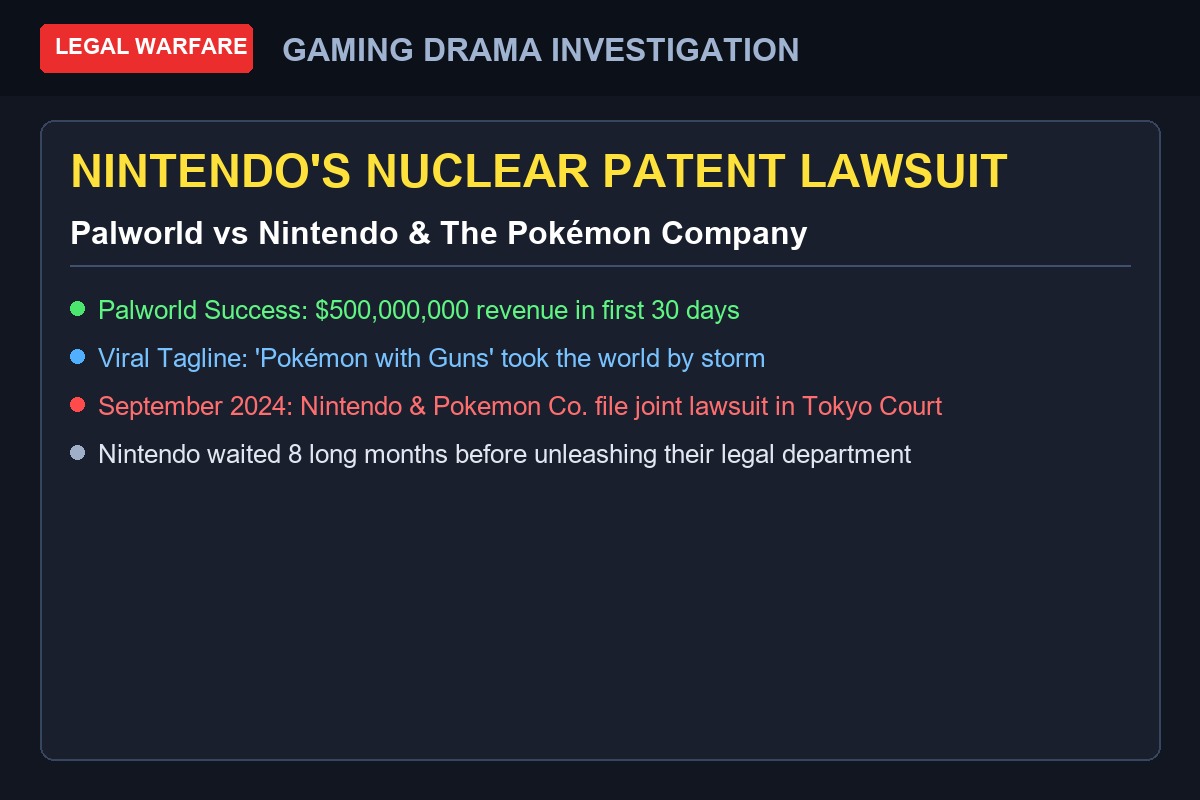 LEGAL WARFARE
GAMING DRAMA INVESTIGATION
NINTENDO'S NUCLEAR PATENT LAWSUIT
Palworld vs Nintendo & The Pokémon Company
Palworld Success: $500,000,000 revenue in first 30 days
Viral Tagline: 'Pokémon with Guns' took the world by storm
September 2024: Nintendo & Pokemon Co. file joint lawsuit in Tokyo Court
Nintendo waited 8 long months before unleashing their legal department